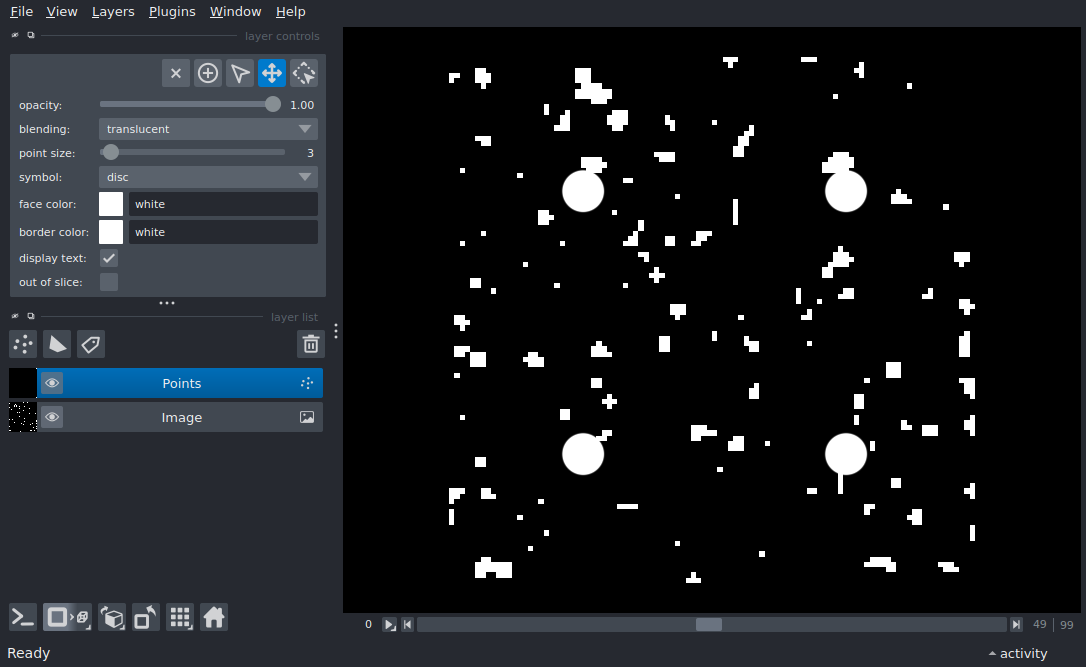 File View Layers Plugins Window Help
layer controls
opacity: 1.00
blending: translucent
point size: 3
symbol: disc
face color: white
border color: white
display text:
out of slice:
layer list
Points
Image
0 49 99
Ready activity